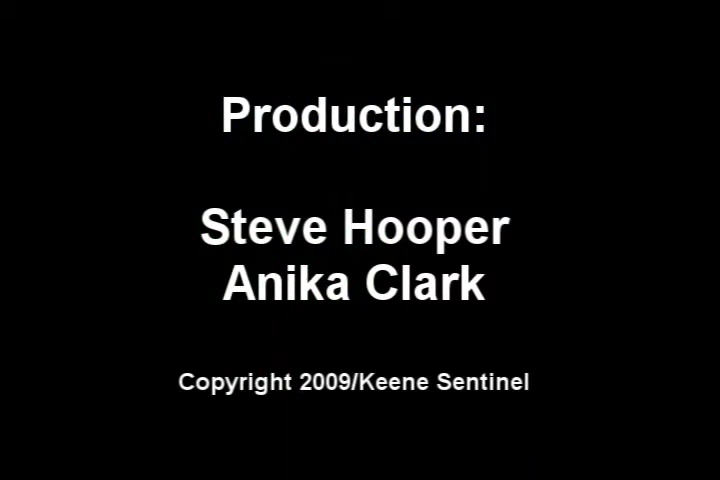 Production:
Steve Hooper
Anika Clark
Copyright 2009/Keene Sentinel